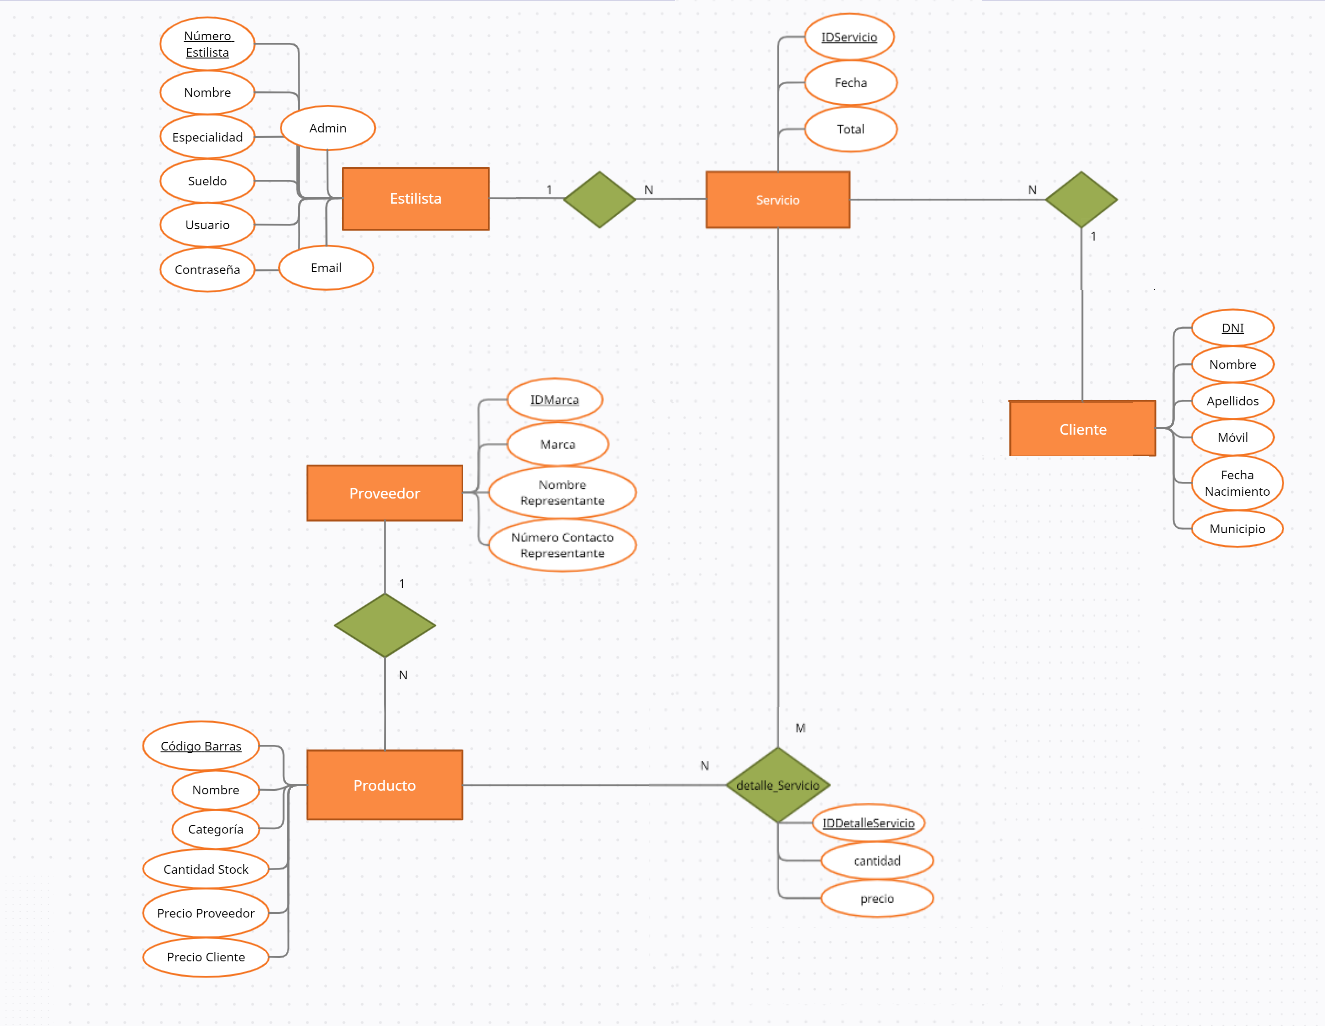 Número
Estilista
Nombre
Especialidad
Sueldo
Usuario
Contraseña
Admin
Email
Estilista
1
N
IDServicio
Fecha
Total
Servicio
N
1
DNI
Nombre
Apellidos
Móvil
Fecha
Nacimiento
Municipio
Cliente
IDMarca
Marca
Nombre
Representante
Número Contacto
Representante
Proveedor
1
N
Código Barras
Nombre
Categoría
Cantidad Stock
Precio Proveedor
Precio Cliente
Producto
N
M
detalle_Servicio
IDDetalleServicio
cantidad
precio